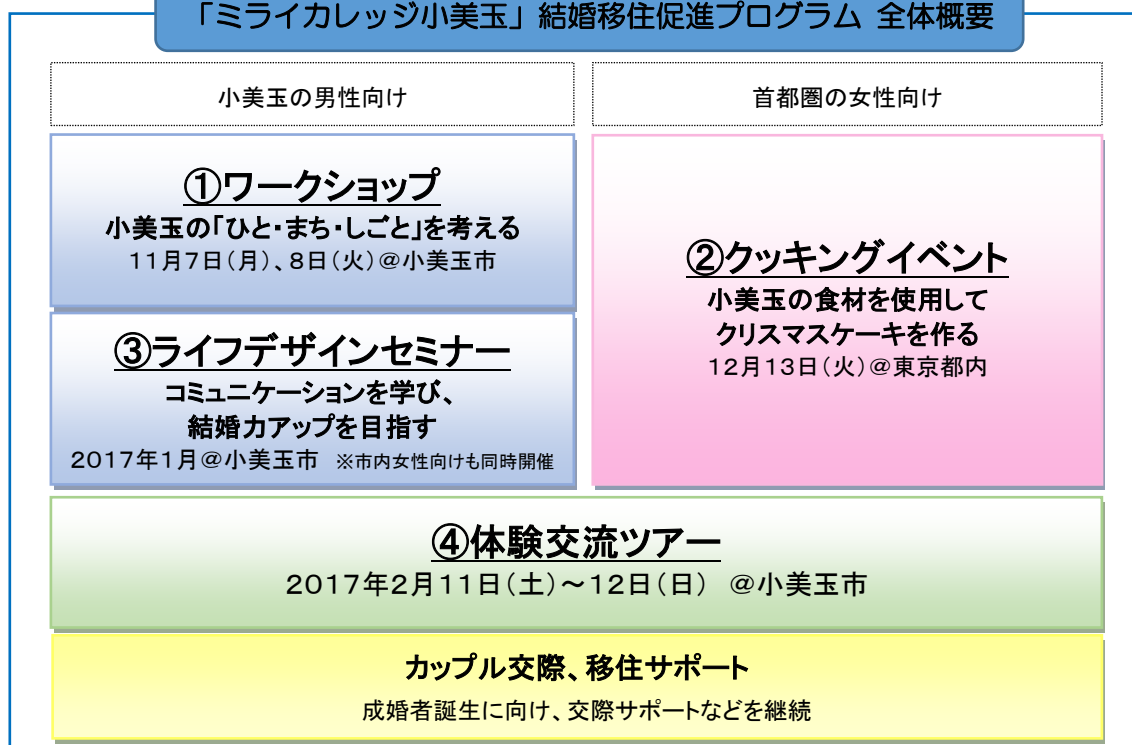 「ミライカレッジ小美玉」結婚移住促進プログラム 全体概要
小美玉の男性向け
首都圏の女性向け
①ワークショップ
小美玉の「ひと・まち・しごと」を考える
11月7日(月)、8日(火)@小美玉市
②クッキングイベント
小美玉の食材を使用して
クリスマスケーキを作る
12月13日(火)@東京都内
③ライフデザインセミナー
コミュニケーションを学び、
結婚力アップを目指す
2017年1月@小美玉市 ※市内女性向けも同時開催
④体験交流ツアー
2017年2月11日(土)~12日(日) @小美玉市
カップル交際、移住サポート
成婚者誕生に向け、交際サポートなどを継続